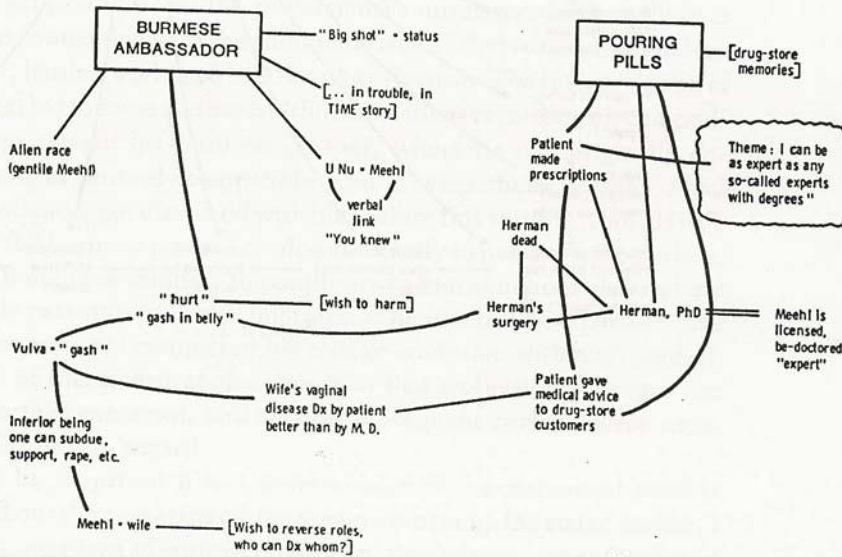 BURMESE
AMBASSADOR
"Big shot" = status
[... in trouble, in
TIME story]
Alien race
(gentile Meehl)
U Nu = Meehl
verbal
link
"You knew"
"hurt"
"gash in belly"
[wish to harm]
Vulva = "gash"
Inferior being
one can subdue,
support, rape, etc.
Meehl = wife
[Wish to reverse roles,
who can Dx whom?]
Wife's vaginal
disease Dx by patient
better than by M.D.
POURING
PILLS
[drug-store
memories]
Patient
made
prescriptions
Theme: I can be
as expert as any
so-called experts
with degrees"
Herman
dead
Herman's
surgery
Herman, PhD
Meehl is
licensed,
be-doctored
"expert"
Patient gave
medical advice
to drug-store
customers